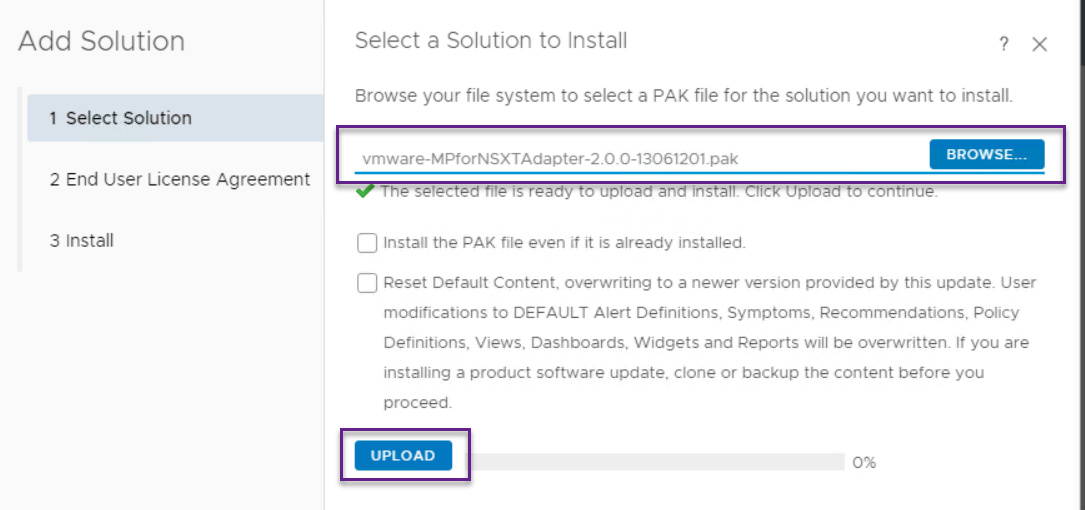 Add Solution
1 Select Solution
2 End User License Agreement
3 Install
Select a Solution to Install
?
Browse your file system to select a PAK file for the solution you want to install.
vmware-MPforNSXTAdapter-2.0.0-13061201.pak
BROWSE...
The selected file is ready to upload and install. Click Upload to continue.
Install the PAK file even if it is already installed.
Reset Default Content, overwriting to a newer version provided by this update. User
modifications to DEFAULT Alert Definitions, Symptoms, Recommendations, Policy
Definitions, Views, Dashboards, Widgets and Reports will be overwritten. If you are
installing a product software update, clone or backup the content before you
proceed.
UPLOAD
0%